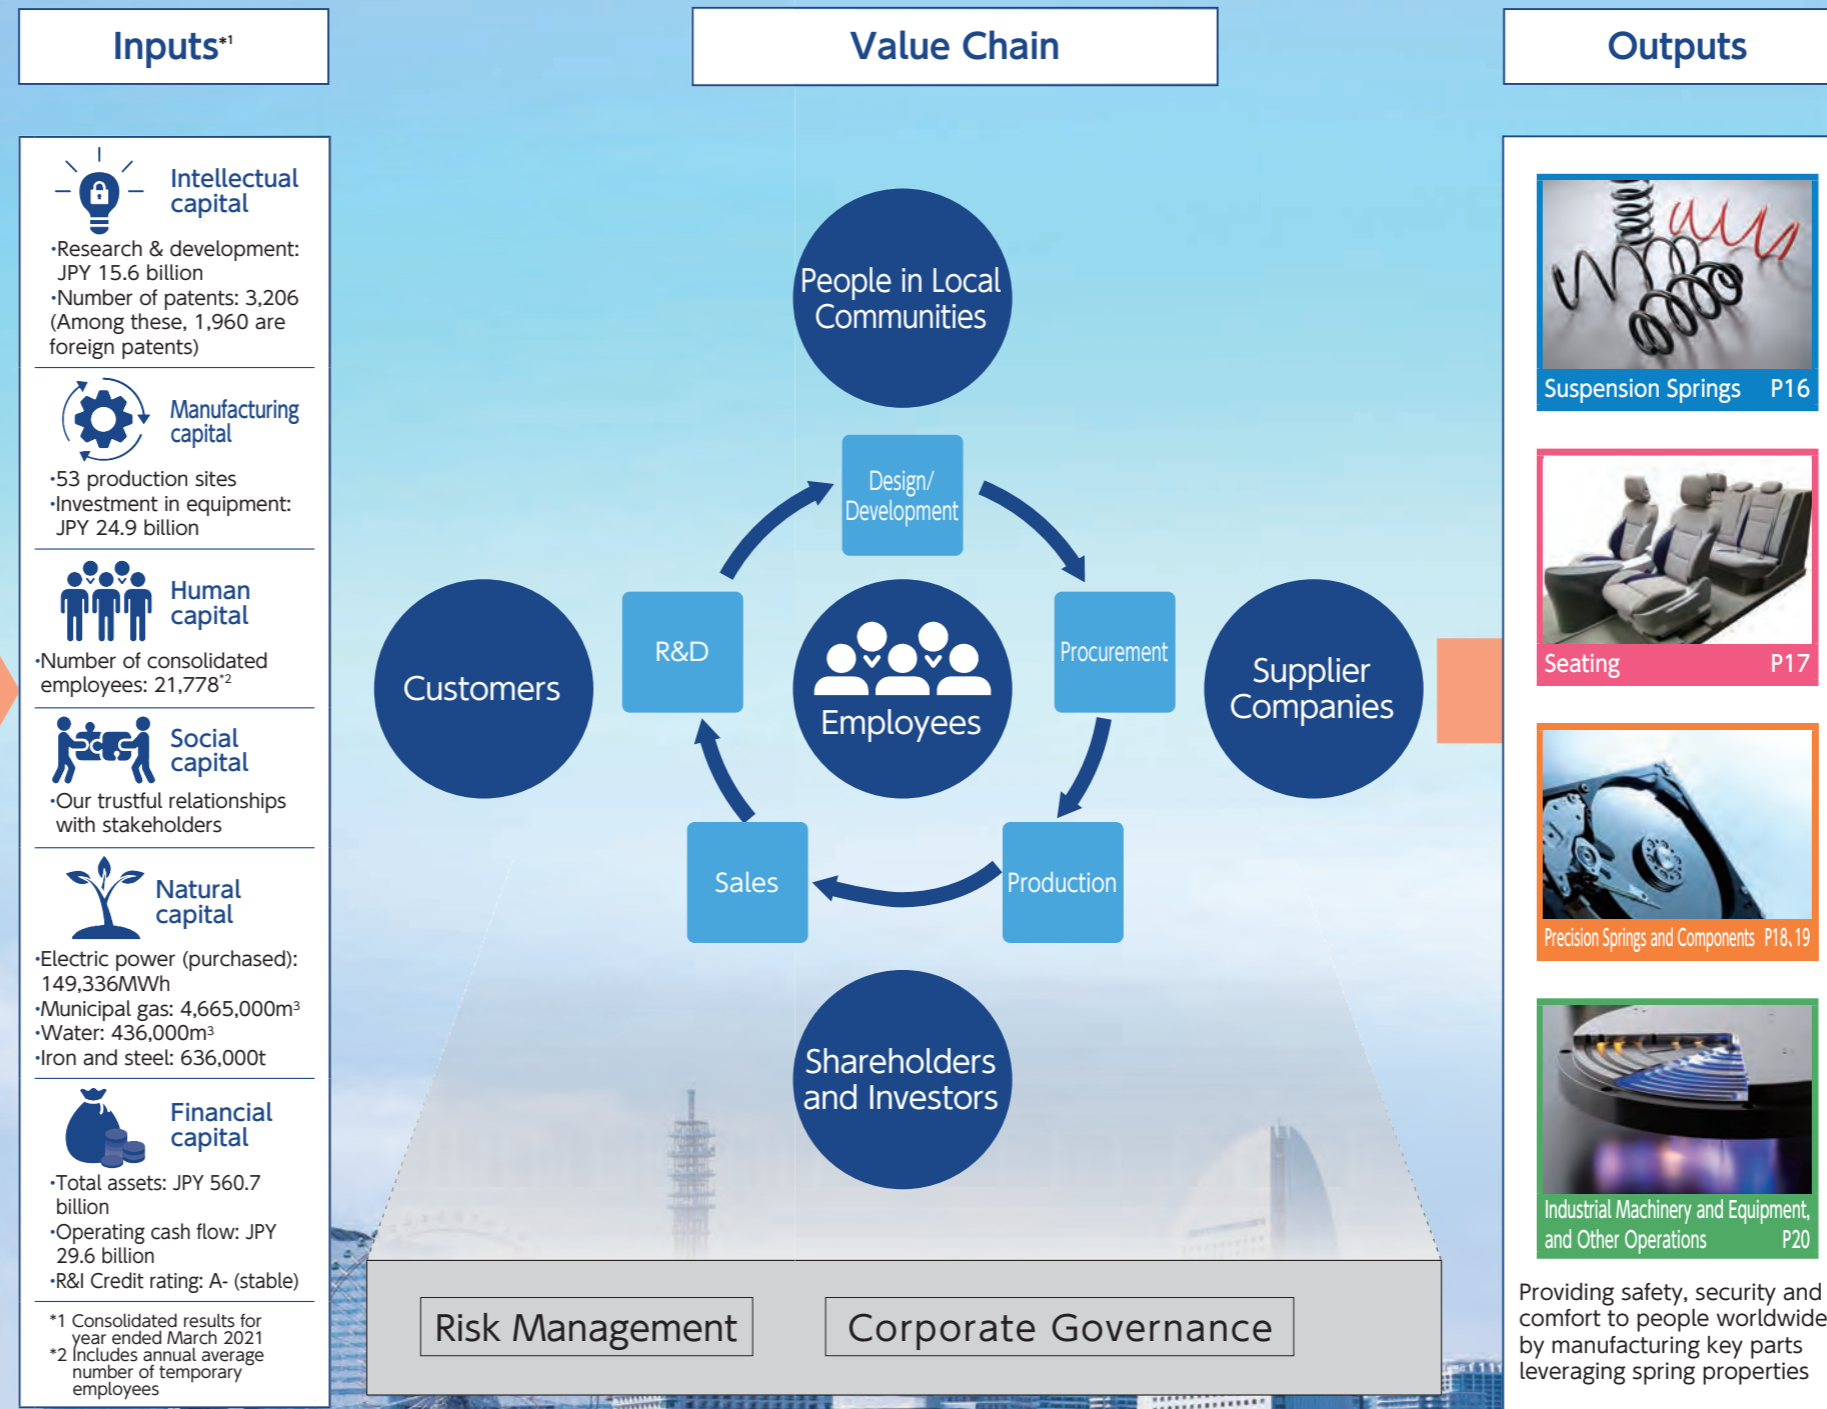 Inputs*1
Value Chain
Outputs
Intellectual
capital
・Research & development:
JPY 15.6 billion
・Number of patents: 3,206
(Among these, 1,960 are
foreign patents)
Manufacturing
capital
・53 production sites
・Investment in equipment:
JPY 24.9 billion
Human
capital
・Number of consolidated
employees: 21,778*2
Social
capital
・Our trustful relationships
with stakeholders
Natural
capital
・Electric power (purchased):
149,336MWh
・Municipal gas: 4,665,000m³
・Water: 436,000m³
・Iron and steel: 636,000t
Financial
capital
・Total assets: JPY 560.7
billion
・Operating cash flow: JPY
29.6 billion
・R&I Credit rating: A- (stable)
*1 Consolidated results for
year ended March 2021
*2 Includes annual average
number of temporary
employees
People in Local
Communities
Design/
Development
R&D
Procurement
Customers
Employees
Supplier
Companies
Sales
Production
Shareholders
and Investors
Risk Management
Corporate Governance
Suspension Springs P16
Seating P17
Precision Springs and Components P18、19
Industrial Machinery and Equipment,
and Other Operations P20
Providing safety, security and
comfort to people worldwide
by manufacturing key parts
leveraging spring properties